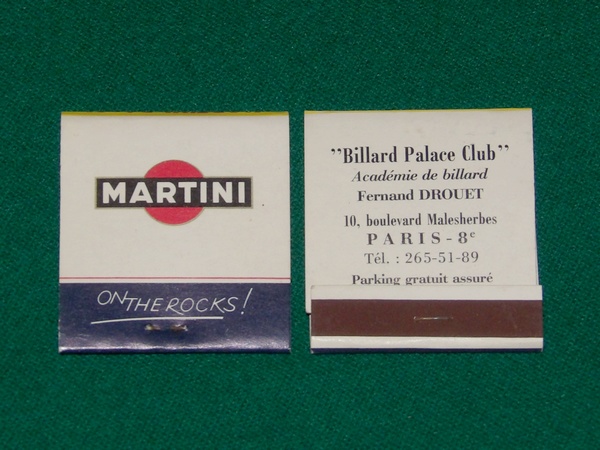 MARTINI
ON THE ROCKS!
"Billard Palace Club"
Académie de billard
Fernand DROUET
10, boulevard Malesherbes
PARIS - 8e
Tél. : 265-51-89
Parking gratuit assuré